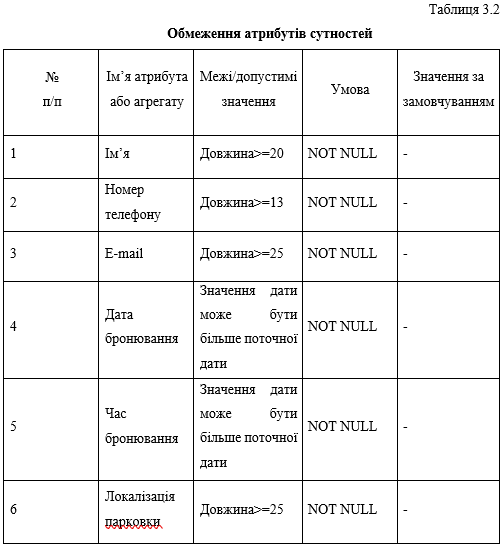 Таблиця 3.2
Обмеження атрибутів сутностей
№
п/п
Ім’я атрибута
або агрегату
Межі/допустимі
значення
Умова
Значення за
замовчуванням
1
Ім’я
Довжина>=20
NOT NULL
-
2
Номер
телефону
Довжина>=13
NOT NULL
-
3
E-mail
Довжина>=25
NOT NULL
-
4
Дата
бронювання
Значення дати
може бути
більше поточної
дати
NOT NULL
-
5
Час
бронювання
Значення дати
може бути
більше поточної
дати
NOT NULL
-
6
Локалізація
парковки
Довжина>=25
NOT NULL
-